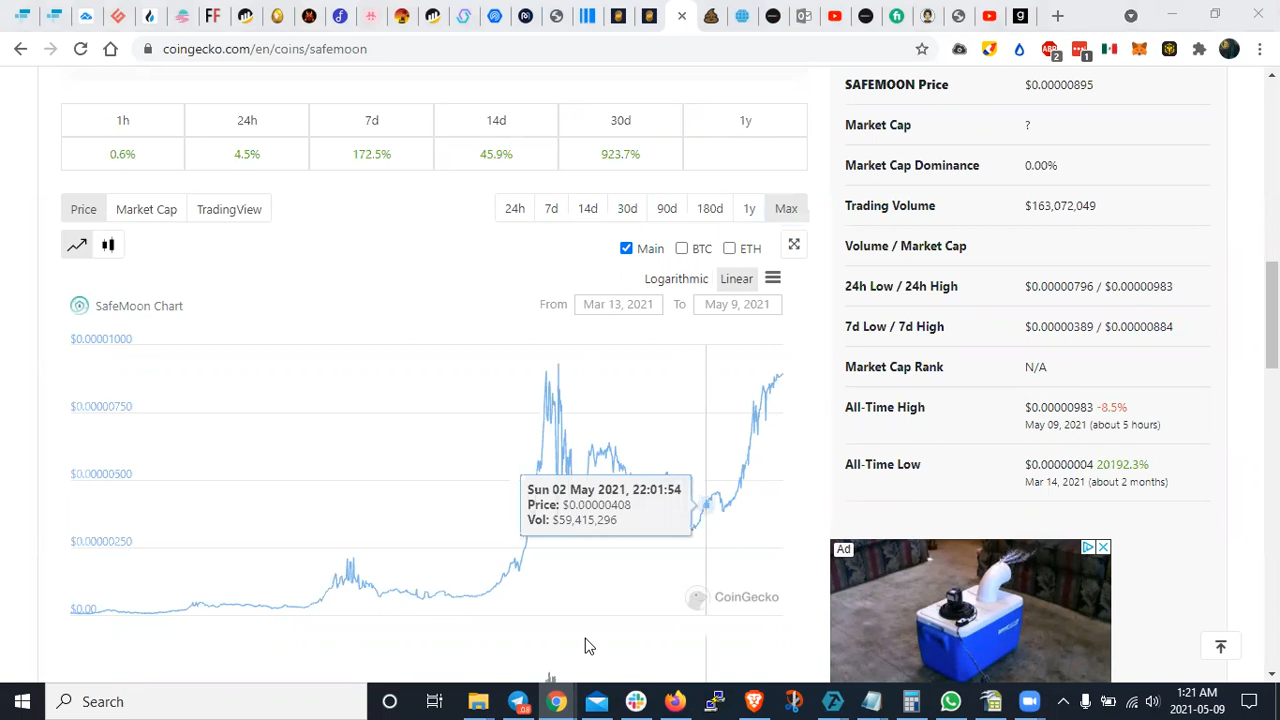 FF
g
coingecko.com/en/coins/safemoon
ABP
2
1
1h 24h 7d 14d 30d 1y
0.6% 4.5% 172.5% 45.9% 923.7%
Price Market Cap TradingView
24h 7d 14d 30d 90d 180d 1y Max
Main BTC ETH
Logarithmic Linear
SafeMoon Chart
From Mar 13, 2021 To May 9, 2021
$0.00001000
$0.00000750
$0.00000500
$0.00000250
$0.00
Sun 02 May 2021, 22:01:54
Price: $0.00000408
Vol: $59,415,296
CoinGecko
SAFEMOON Price $0.00000895
Market Cap ?
Market Cap Dominance 0.00%
Trading Volume $163,072,049
Volume / Market Cap
24h Low / 24h High $0.00000796 / $0.00000983
7d Low / 7d High $0.00000389 / $0.00000884
Market Cap Rank N/A
All-Time High $0.00000983 -8.5%
May 09, 2021 (about 5 hours)
All-Time Low $0.00000004 20192.3%
Mar 14, 2021 (about 2 months)
Ad
Search
1:21 AM
2021-05-09